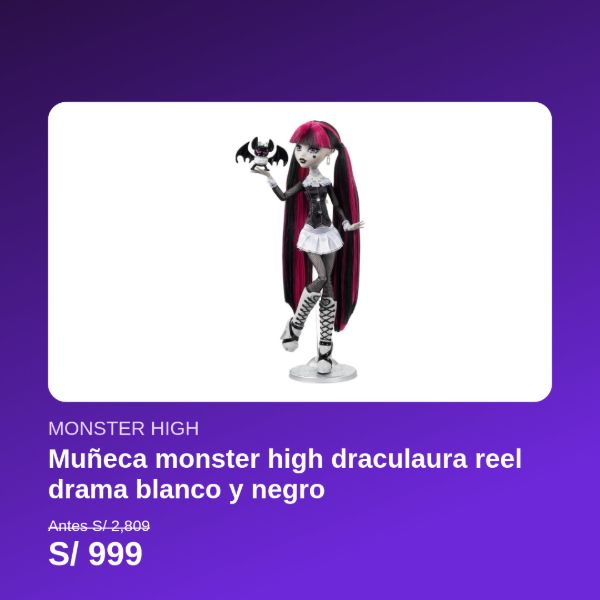 MONSTER HIGH
Muñeca monster high draculaura reel
drama blanco y negro
Antes S/ 2,809
S/ 999